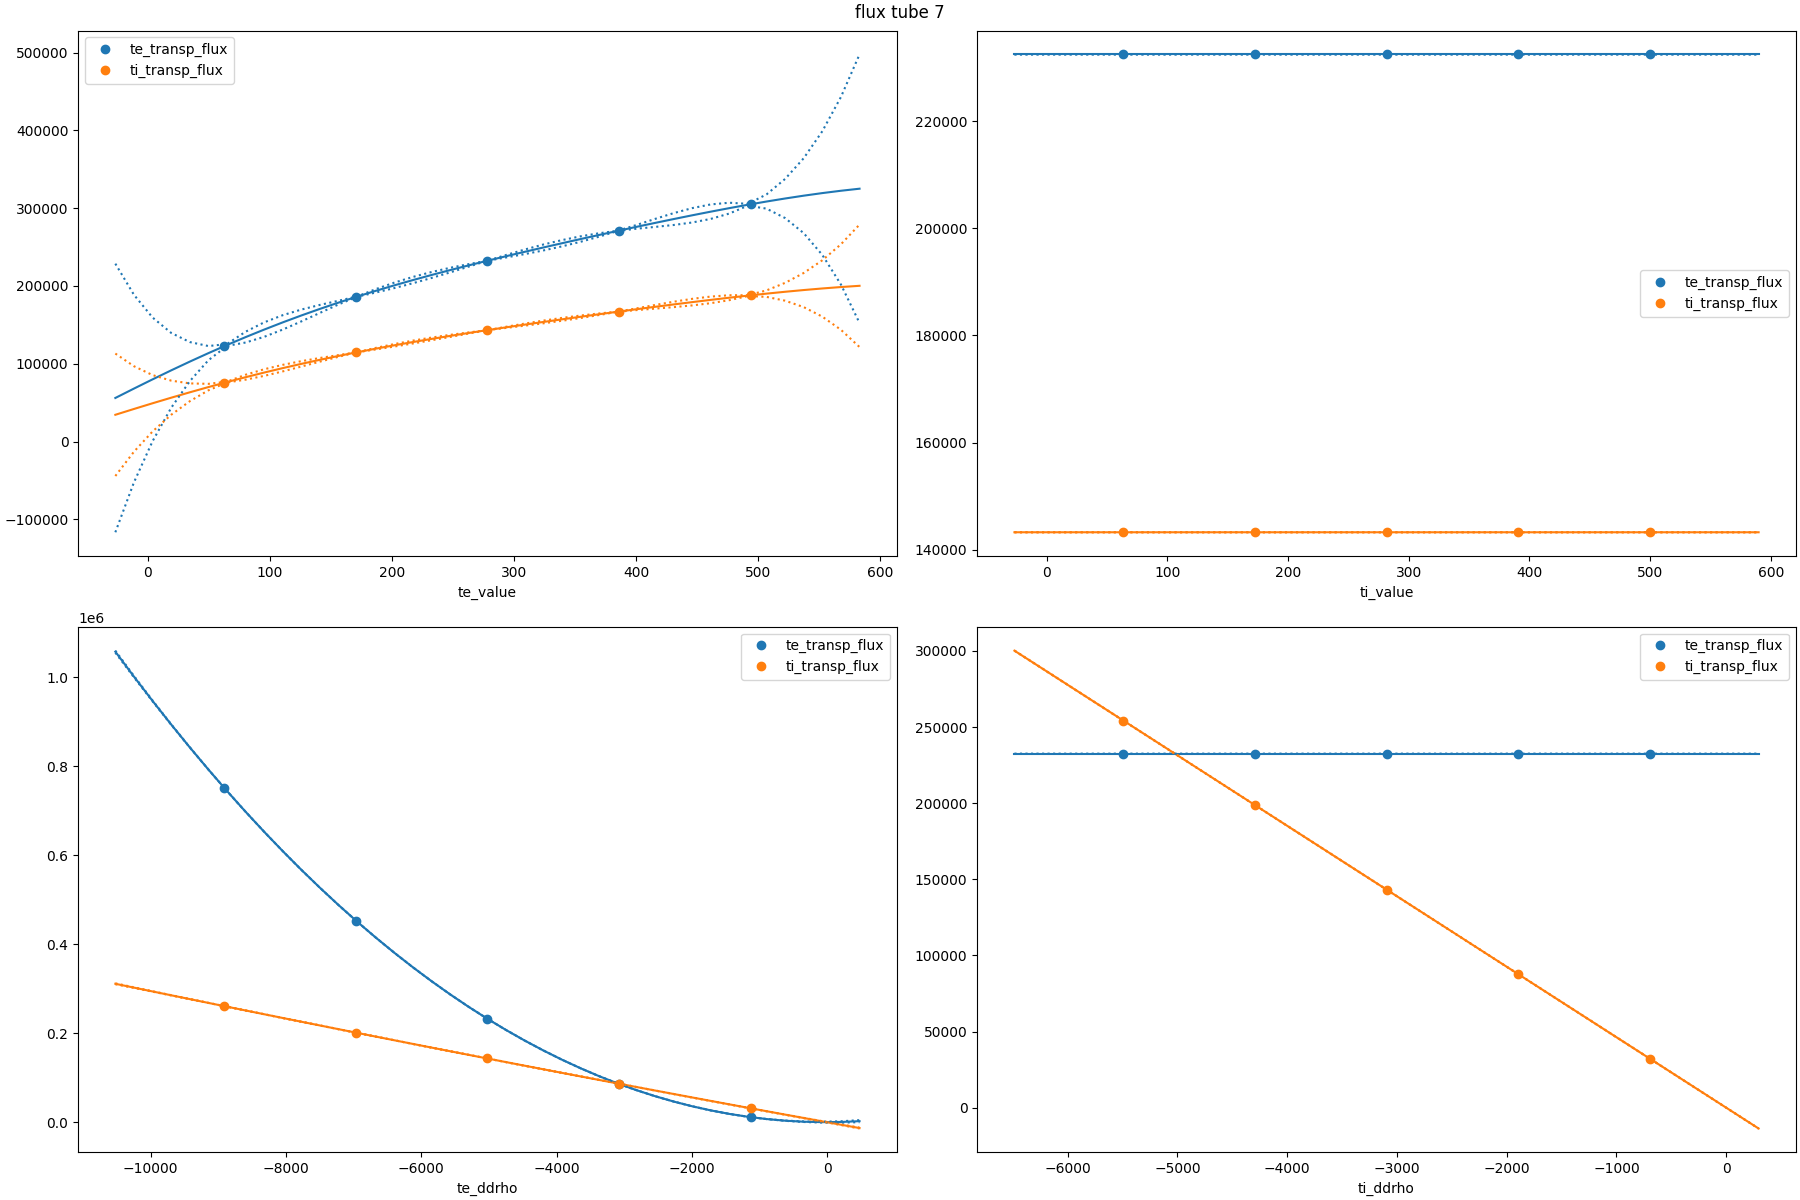 flux tube 7
te_transp_flux
ti_transp_flux
500000
400000
300000
200000
100000
0
−100000
0 100 200 300 400 500 600
te_value
te_transp_flux
ti_transp_flux
220000
200000
180000
160000
140000
0 100 200 300 400 500 600
ti_value
1e6
te_transp_flux
ti_transp_flux
1.0
0.8
0.6
0.4
0.2
0.0
−10000 −8000 −6000 −4000 −2000 0
te_ddrho
te_transp_flux
ti_transp_flux
300000
250000
200000
150000
100000
50000
0
−6000 −5000 −4000 −3000 −2000 −1000 0
ti_ddrho